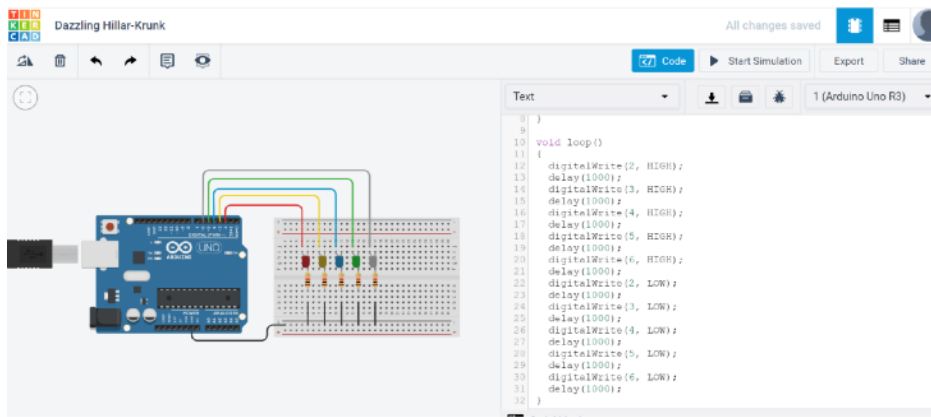 TIN
KER
CAD
Dazzling Hillar-Krunk
All changes saved
Code
Start Simulation
Export
Share
Text
1 (Arduino Uno R3)
8 }
9
10 void loop()
11 {
12 digitalWrite(2, HIGH);
13 delay(1000);
14 digitalWrite(3, HIGH);
15 delay(1000);
16 digitalWrite(4, HIGH);
17 delay(1000);
18 digitalWrite(5, HIGH);
19 delay(1000);
20 digitalWrite(6, HIGH);
21 delay(1000);
22 digitalWrite(2, LOW);
23 delay(1000);
24 digitalWrite(3, LOW);
25 delay(1000);
26 digitalWrite(4, LOW);
27 delay(1000);
28 digitalWrite(5, LOW);
29 delay(1000);
30 digitalWrite(6, LOW);
31 delay(1000);
32 }
UNO
ARDUINO